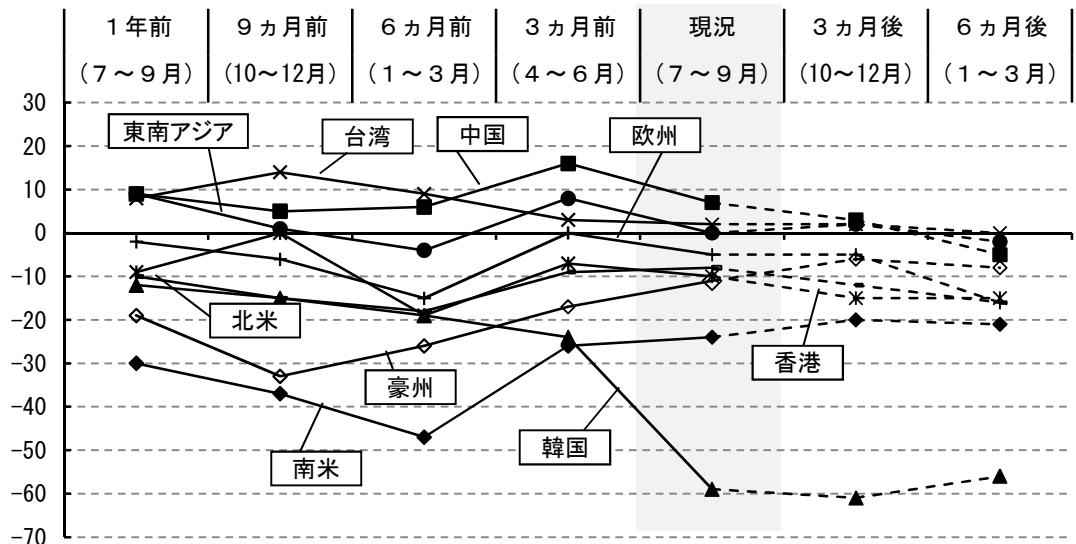 １年前 ９ヵ月前 ６ヵ月前 ３ヵ月前 現況 ３ヵ月後 ６ヵ月後
（７～９月） (10～12月) （１～３月） （４～６月） （７～９月） (10～12月) （１～３月）
30
東南アジア 台湾 中国 欧州
20
10
0
-10
北米
-20
香港
-30
豪州
-40
-50
南米 韓国
-60
-70